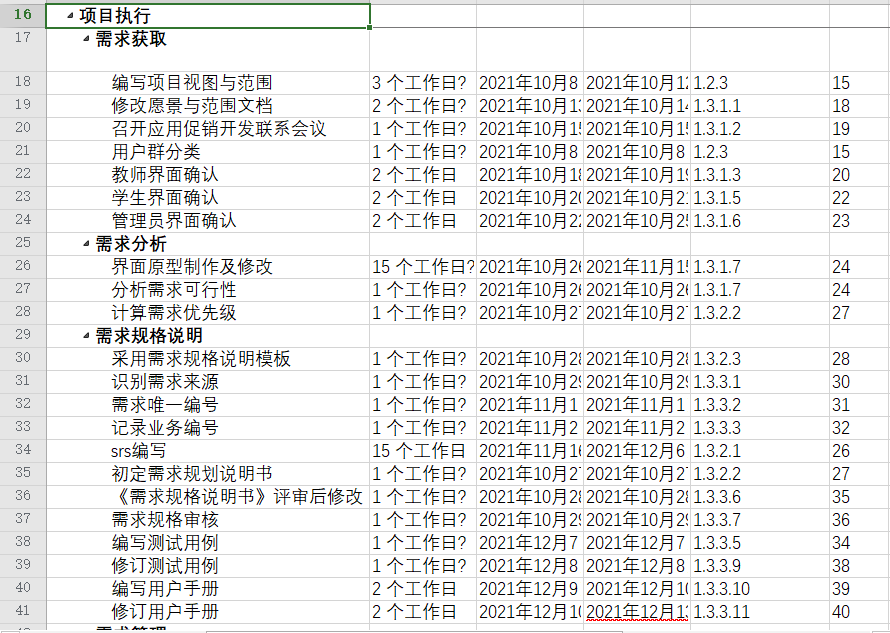 16 项目执行
17 需求获取
18 编写项目视图与范围 3 个工作日? 2021年10月8 2021年10月12 1.2.3 15
19 修改愿景与范围文档 2 个工作日? 2021年10月13 2021年10月14 1.3.1.1 18
20 召开应用促销开发联系会议 1 个工作日? 2021年10月15 2021年10月15 1.3.1.2 19
21 用户群分类 1 个工作日? 2021年10月8 2021年10月8 1.2.3 15
22 教师界面确认 2 个工作日 2021年10月18 2021年10月19 1.3.1.3 20
23 学生界面确认 2 个工作日 2021年10月20 2021年10月21 1.3.1.5 22
24 管理员界面确认 2 个工作日 2021年10月22 2021年10月25 1.3.1.6 23
25 需求分析
26 界面原型制作及修改 15 个工作日? 2021年10月26 2021年11月15 1.3.1.7 24
27 分析需求可行性 1 个工作日? 2021年10月26 2021年10月26 1.3.1.7 24
28 计算需求优先级 1 个工作日? 2021年10月27 2021年10月27 1.3.2.2 27
29 需求规格说明
30 采用需求规格说明模板 1 个工作日? 2021年10月28 2021年10月28 1.3.2.3 28
31 识别需求来源 1 个工作日? 2021年10月29 2021年10月29 1.3.3.1 30
32 需求唯一编号 1 个工作日? 2021年11月1 2021年11月1 1.3.3.2 31
33 记录业务编号 1 个工作日? 2021年11月2 2021年11月2 1.3.3.3 32
34 srs编写 15 个工作日 2021年11月16 2021年12月6 1.3.2.1 26
35 初定需求规划说明书 1 个工作日? 2021年10月27 2021年10月27 1.3.2.2 27
36 《需求规格说明书》评审后修改 1 个工作日? 2021年10月28 2021年10月28 1.3.3.6 35
37 需求规格审核 1 个工作日? 2021年10月29 2021年10月29 1.3.3.7 36
38 编写测试用例 1 个工作日? 2021年12月7 2021年12月7 1.3.3.5 34
39 修订测试用例 1 个工作日? 2021年12月8 2021年12月8 1.3.3.9 38
40 编写用户手册 2 个工作日 2021年12月9 2021年12月10 1.3.3.10 39
41 修订用户手册 2 个工作日 2021年12月10 2021年12月13 1.3.3.11 40